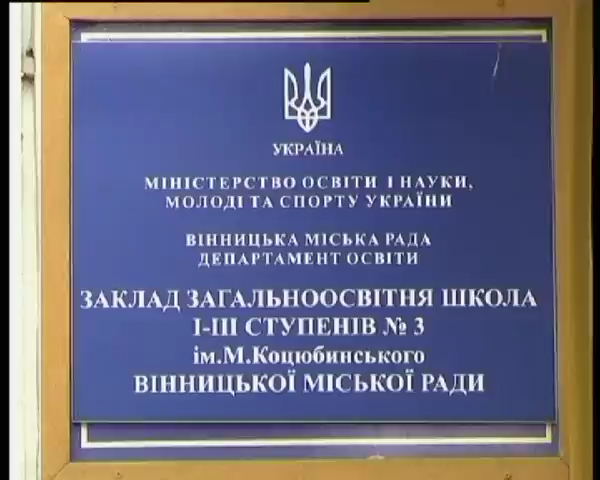 УКРАЇНА
МІНІСТЕРСТВО ОСВІТИ І НАУКИ,
МОЛОДІ ТА СПОРТУ УКРАЇНИ
ВІННИЦЬКА МІСЬКА РАДА
ДЕПАРТАМЕНТ ОСВІТИ
ЗАКЛАД ЗАГАЛЬНООСВІТНЯ ШКОЛА
І-ІІІ СТУПЕНІВ № 3
ім.М.Коцюбинського
ВІННИЦЬКОЇ МІСЬКОЇ РАДИ